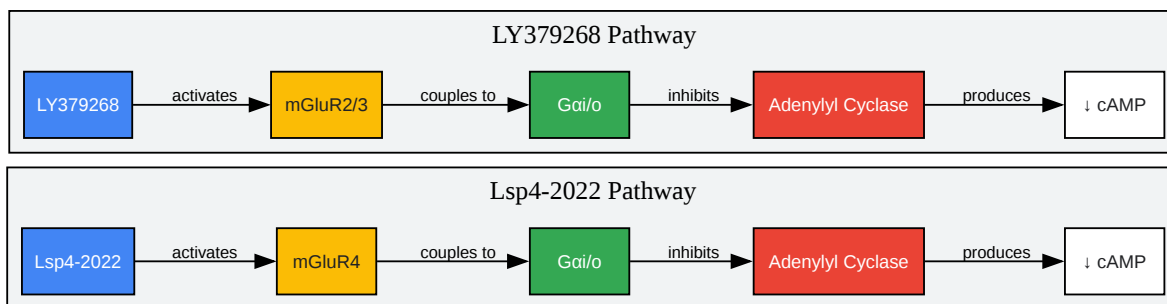 LY379268 Pathway
LY379268 activates mGluR2/3 couples to Gαi/o inhibits Adenylyl Cyclase produces ↓ cAMP
Lsp4-2022 Pathway
Lsp4-2022 activates mGluR4 couples to Gαi/o inhibits Adenylyl Cyclase produces ↓ cAMP